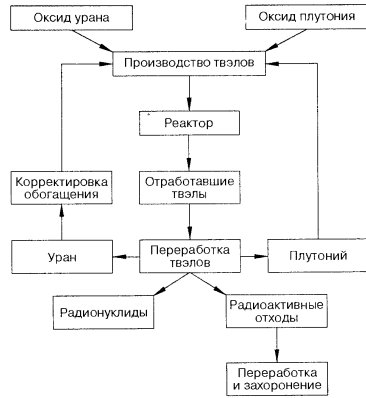 Оксид урана
Оксид плутония
Производство твэлов
Реактор
Корректировка
обогащения
Отработавшие
твэлы
Уран
Переработка
твэлов
Плутоний
Радионуклиды
Радиоактивные
отходы
Переработка
и захоронение